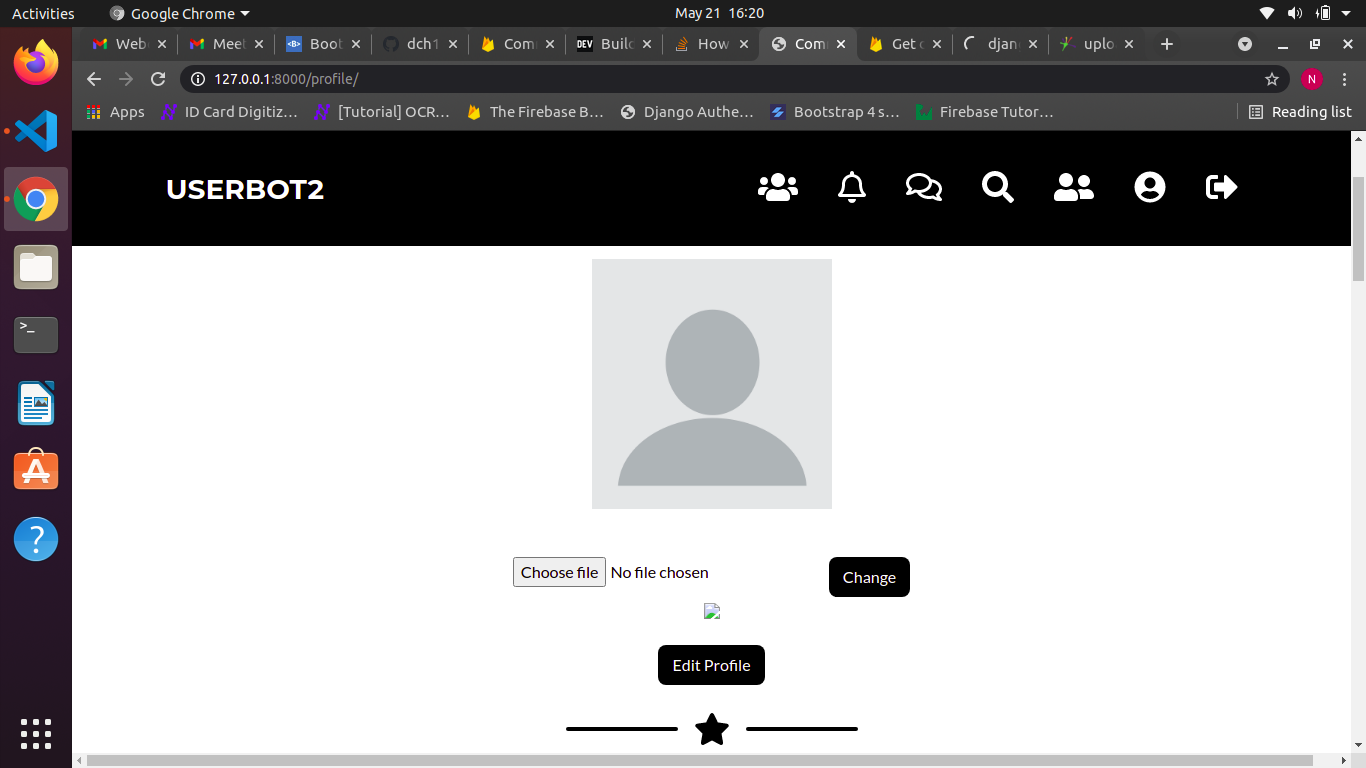 Activities Google Chrome May 21 16:20
Web Meet Boot dch1 Com Build How Com Get djan uplo
127.0.0.1:8000/profile/ N
Apps ID Card Digitiz… [Tutorial] OCR… The Firebase B… Django Authe… Bootstrap 4 s… Firebase Tutor… Reading list
USERBOT2
Choose file No file chosen Change
Edit Profile